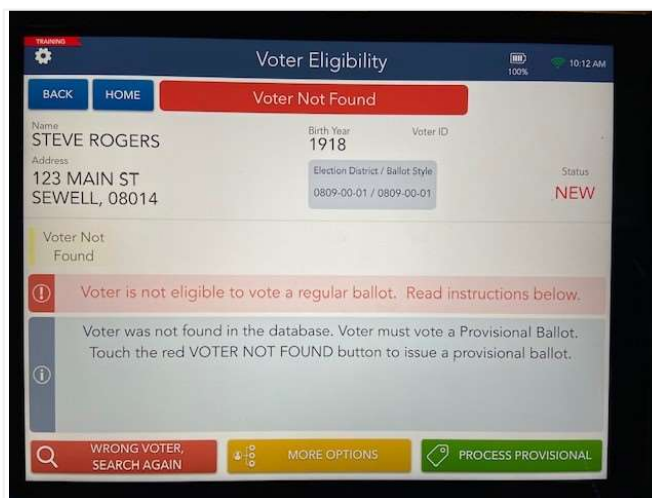 TRAINING
Voter Eligibility
100%
10:12 AM
BACK
HOME
Voter Not Found
Name
STEVE ROGERS
Birth Year
1918
Voter ID
Address
123 MAIN ST
SEWELL, 08014
Election District / Ballot Style
0809-00-01 / 0809-00-01
Status
NEW
Voter Not
Found
Voter is not eligible to vote a regular ballot. Read instructions below.
Voter was not found in the database. Voter must vote a Provisional Ballot.
Touch the red VOTER NOT FOUND button to issue a provisional ballot.
WRONG VOTER,
SEARCH AGAIN
MORE OPTIONS
PROCESS PROVISIONAL